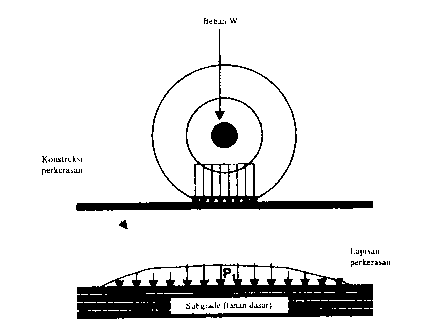 Beban W
Konstruksi
perkerasan
Lapisan
perkerasan
P
Subgrade (tanah dasar)